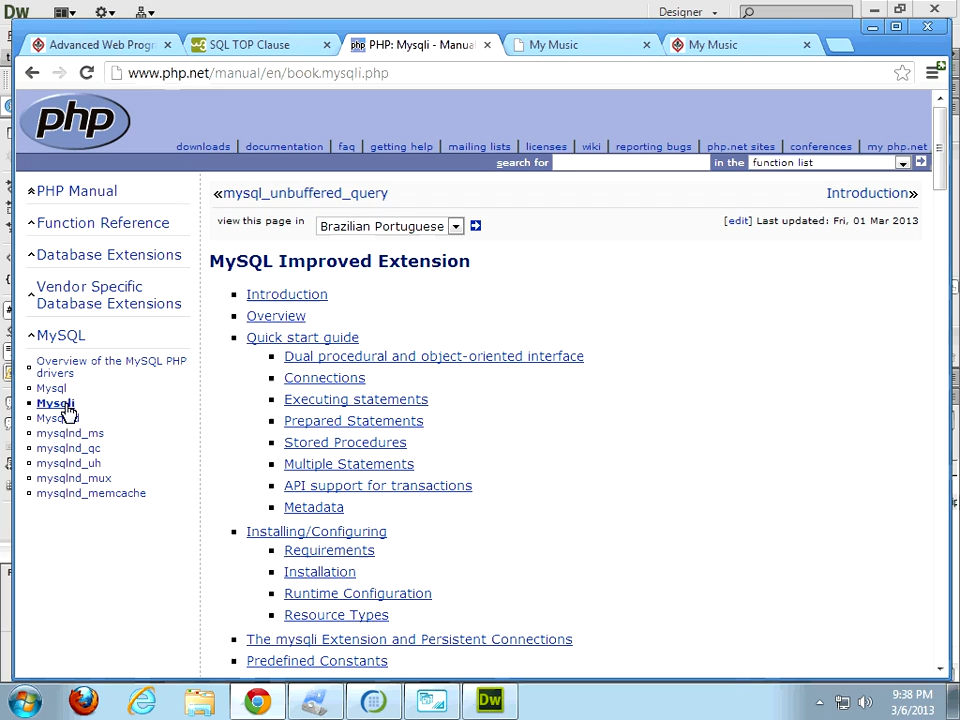 Dw
Designer
Advanced Web Progr
SQL TOP Clause
PHP: Mysqli - Manua
My Music
My Music
www.php.net/manual/en/book.mysqli.php
php
downloads | documentation | faq | getting help | mailing lists | licenses | wiki | reporting bugs | php.net sites | conferences | my php.net
search for in the function list
PHP Manual
Function Reference
Database Extensions
Vendor Specific
Database Extensions
MySQL
Overview of the MySQL PHP
drivers
Mysql
Mysqli
mysqlnd_ms
mysqlnd_qc
mysqlnd_uh
mysqlnd_mux
mysqlnd_memcache
«mysql_unbuffered_query
Introduction»
view this page in Brazilian Portuguese
[edit] Last updated: Fri, 01 Mar 2013
MySQL Improved Extension
Introduction
Overview
Quick start guide
Dual procedural and object-oriented interface
Connections
Executing statements
Prepared Statements
Stored Procedures
Multiple Statements
API support for transactions
Metadata
Installing/Configuring
Requirements
Installation
Runtime Configuration
Resource Types
The mysqli Extension and Persistent Connections
Predefined Constants
Dw
9:38 PM
3/6/2013